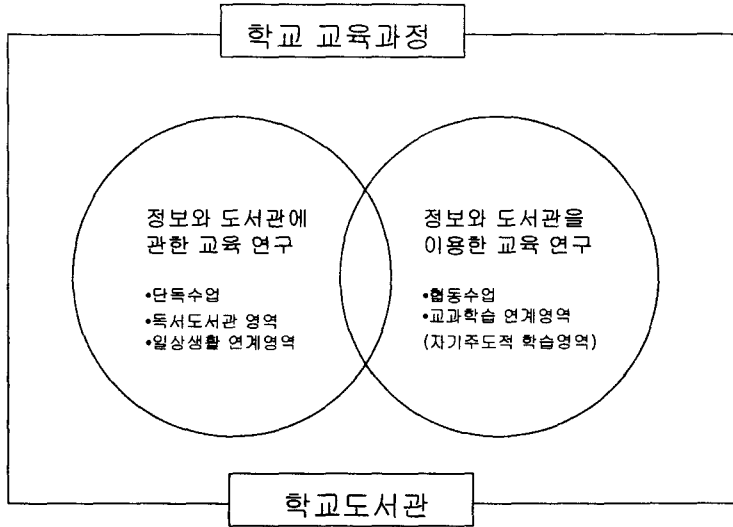 학교 교육과정
정보와 도서관에
관한 교육 연구
•단독수업
•독서도서관 영역
•일상생활 연계영역
정보와 도서관을
이용한 교육 연구
•협동수업
•교과학습 연계영역
(자기주도적 학습영역)
학교도서관